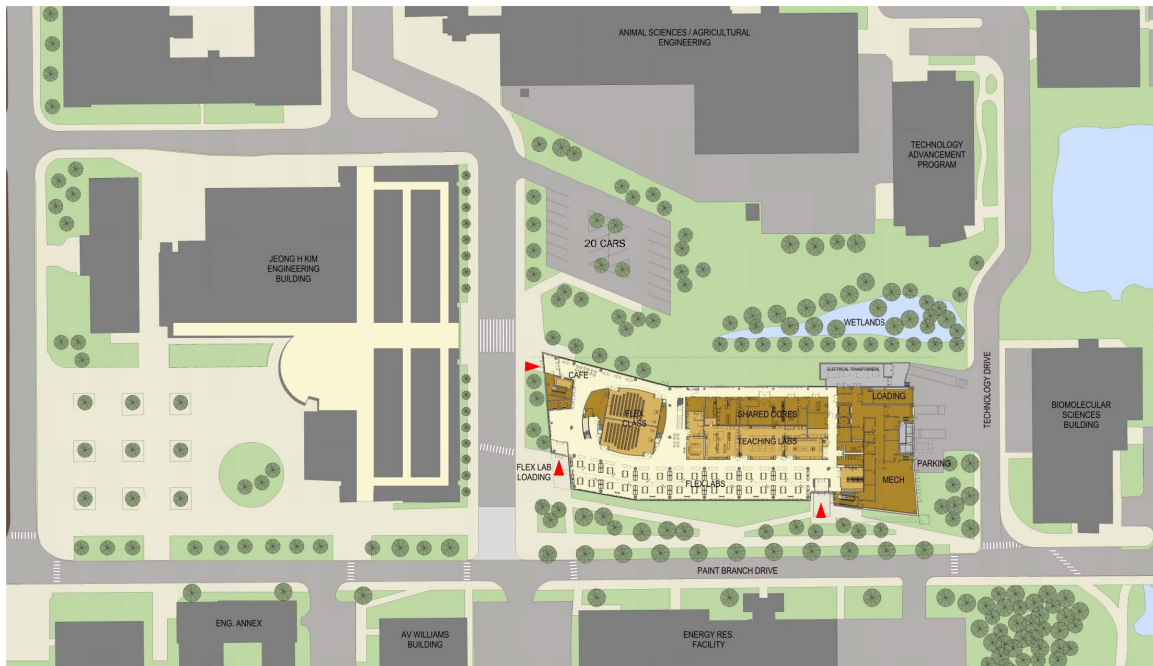 ANIMAL SCIENCES / AGRICULTURAL
ENGINEERING
TECHNOLOGY
ADVANCEMENT
PROGRAM
20 CARS
JEONG H KIM
ENGINEERING
BUILDING
WETLANDS
CAFE
ELECTRICAL TRANSFORMERS
LOADING
FLEX
CLASS
SHARED CORES
TEACHING LABS
TECHNOLOGY DRIVE
BIOMOLECULAR
SCIENCES
BUILDING
FLEX LAB
LOADING
PARKING
FLEX LABS
MECH
PAINT BRANCH DRIVE
ENG. ANNEX
AV WILLIAMS
BUILDING
ENERGY RES.
FACILITY